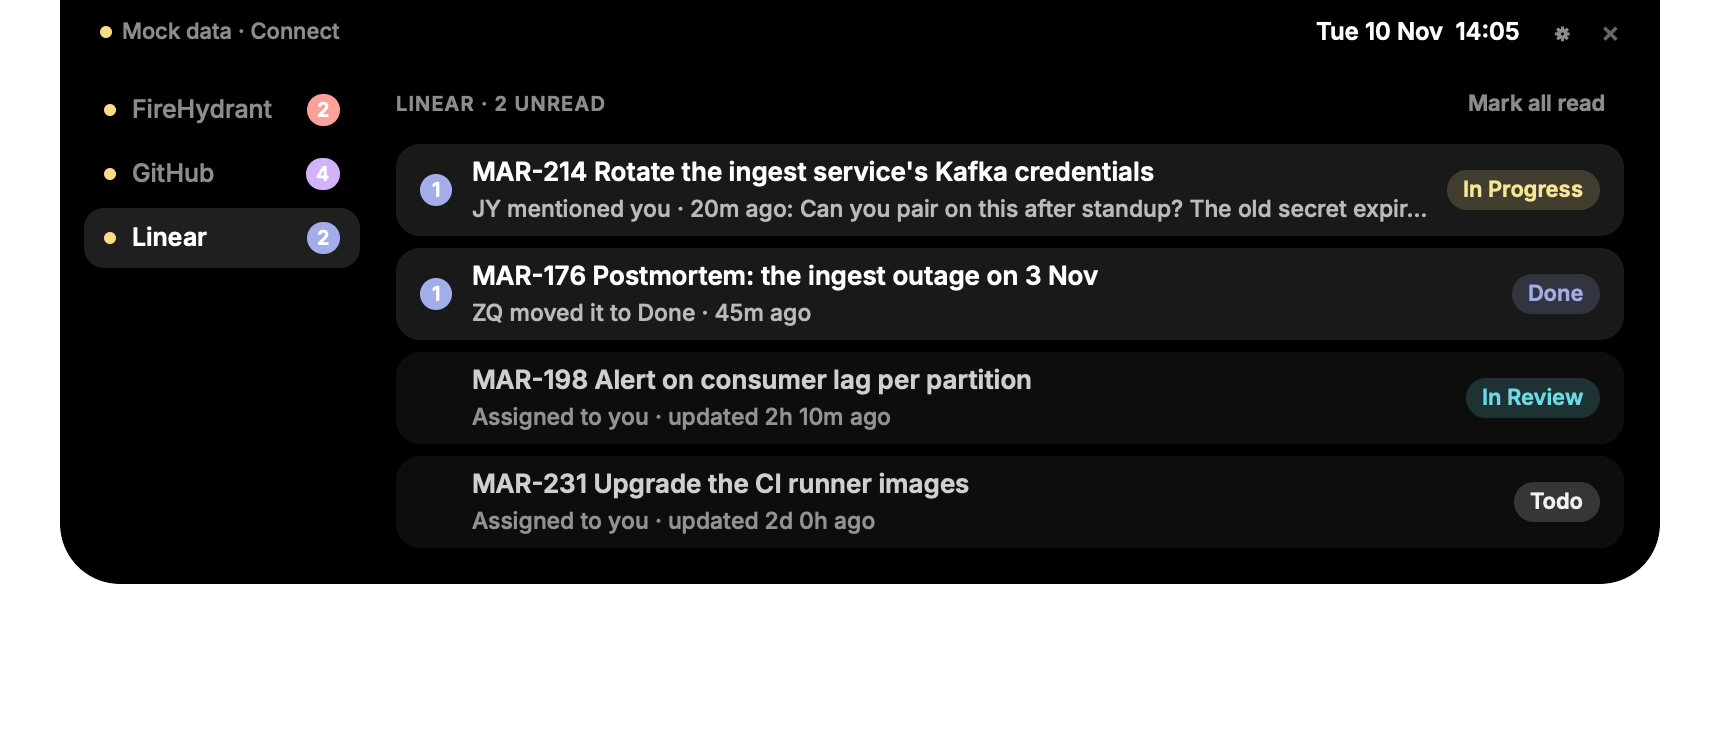 Mock data · Connect
Tue 10 Nov 14:05
FireHydrant 2
GitHub 4
Linear 2
LINEAR · 2 UNREAD
Mark all read
1
MAR-214 Rotate the ingest service's Kafka credentials
JY mentioned you · 20m ago: Can you pair on this after standup? The old secret expir...
In Progress
1
MAR-176 Postmortem: the ingest outage on 3 Nov
ZQ moved it to Done · 45m ago
Done
MAR-198 Alert on consumer lag per partition
Assigned to you · updated 2h 10m ago
In Review
MAR-231 Upgrade the CI runner images
Assigned to you · updated 2d 0h ago
Todo